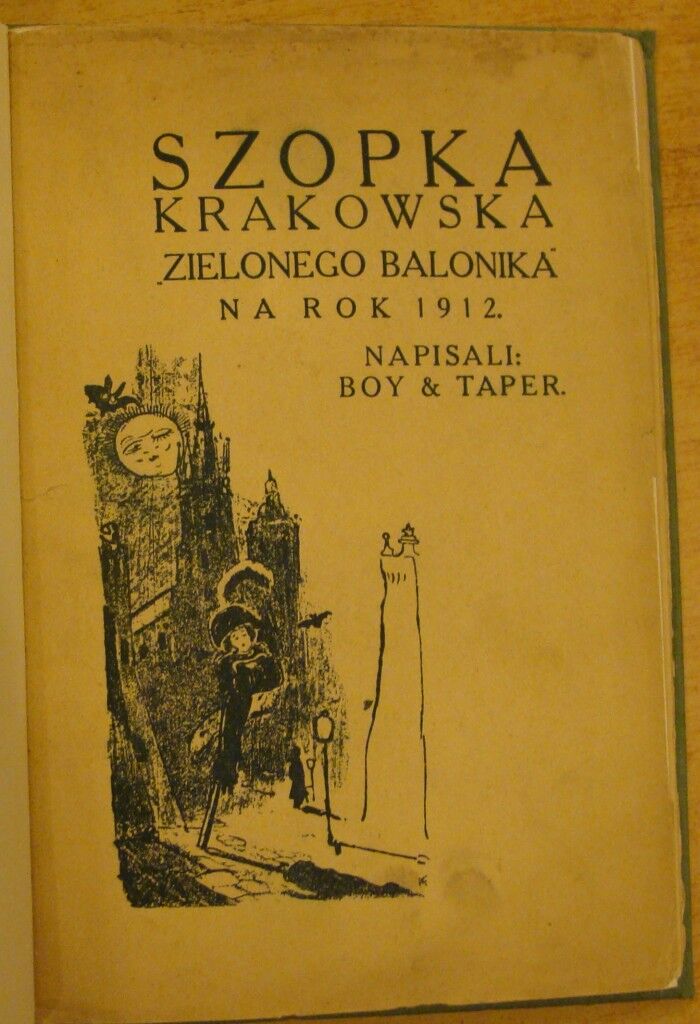 SZOPKA
KRAKOWSKA
„ZIELONEGO BALONIKA”
NA ROK 1912.
NAPISALI:
BOY & TAPER.